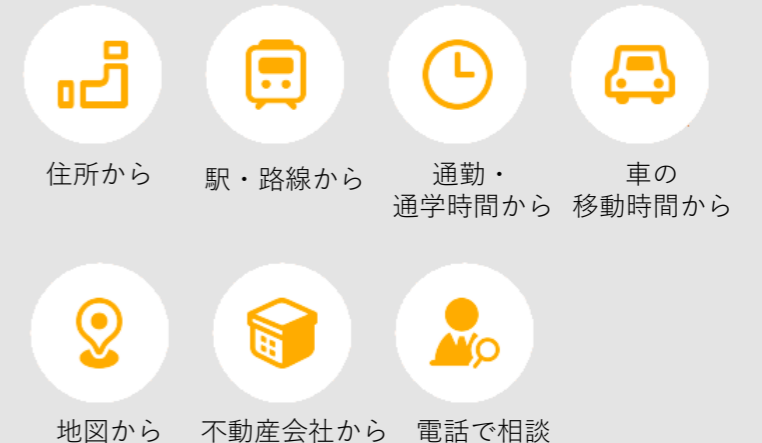 住所から
駅・路線から
通勤・
通学時間から
車の
移動時間から
地図から
不動産会社から
電話で相談